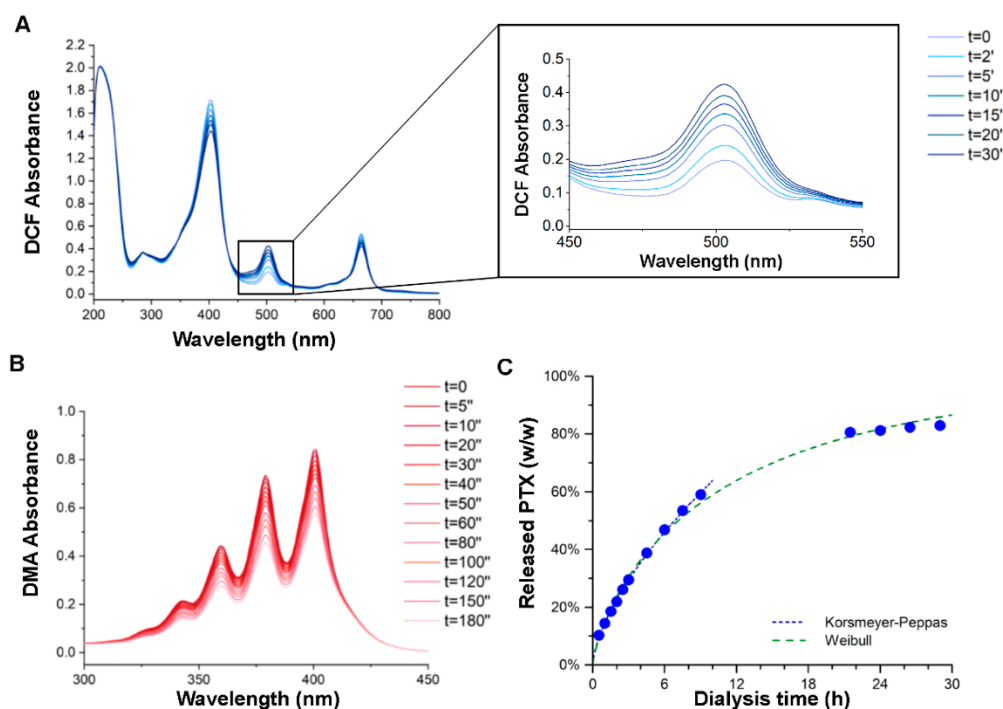 A
DCF Absorbance
2.2
2.0
1.8
1.6
1.4
1.2
1.0
0.8
0.6
0.4
0.2
0.0
200 300 400 500 600 700 800
Wavelength (nm)
DCF Absorbance
0.5
0.4
0.3
0.2
0.1
0.0
450 500 550
Wavelength (nm)
t=0
t=2'
t=5'
t=10'
t=15'
t=20'
t=30'
B
DMA Absorbance
1.0
0.8
0.6
0.4
0.2
0.0
300 350 400 450
Wavelength (nm)
t=0
t=5"
t=10"
t=20"
t=30"
t=40"
t=50"
t=60"
t=80"
t=100"
t=120"
t=150"
t=180"
C
Released PTX (w/w)
100%
80%
60%
40%
20%
0%
0 6 12 18 24 30
Dialysis time (h)
Korsmeyer-Peppas
Weibull